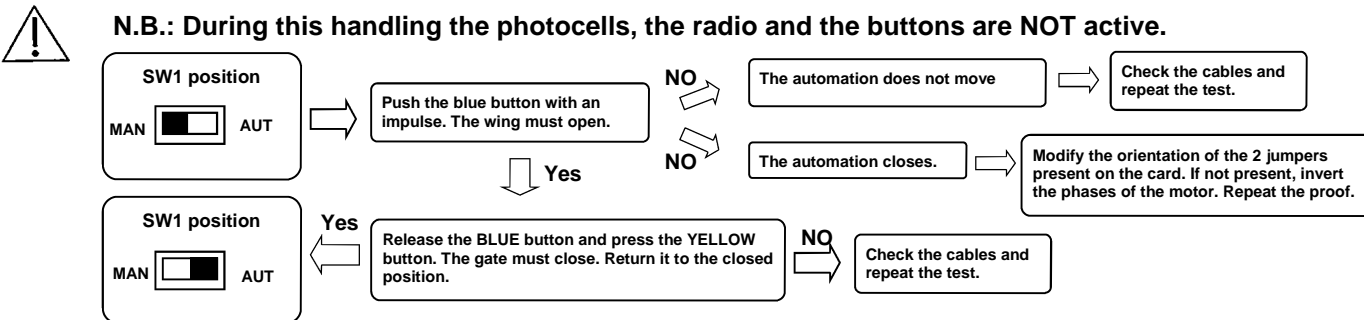 N.B.: During this handling the photocells, the radio and the buttons are NOT active.
SW1 position
MAN
AUT
Push the blue button with an
impulse. The wing must open.
NO
The automation does not move
Check the cables and
repeat the test.
NO
The automation closes.
Modify the orientation of the 2 jumpers
present on the card. If not present, invert
the phases of the motor. Repeat the proof.
Yes
SW1 position
MAN
AUT
Yes
Release the BLUE button and press the YELLOW
button. The gate must close. Return it to the closed
position.
NO
Check the cables and
repeat the test.